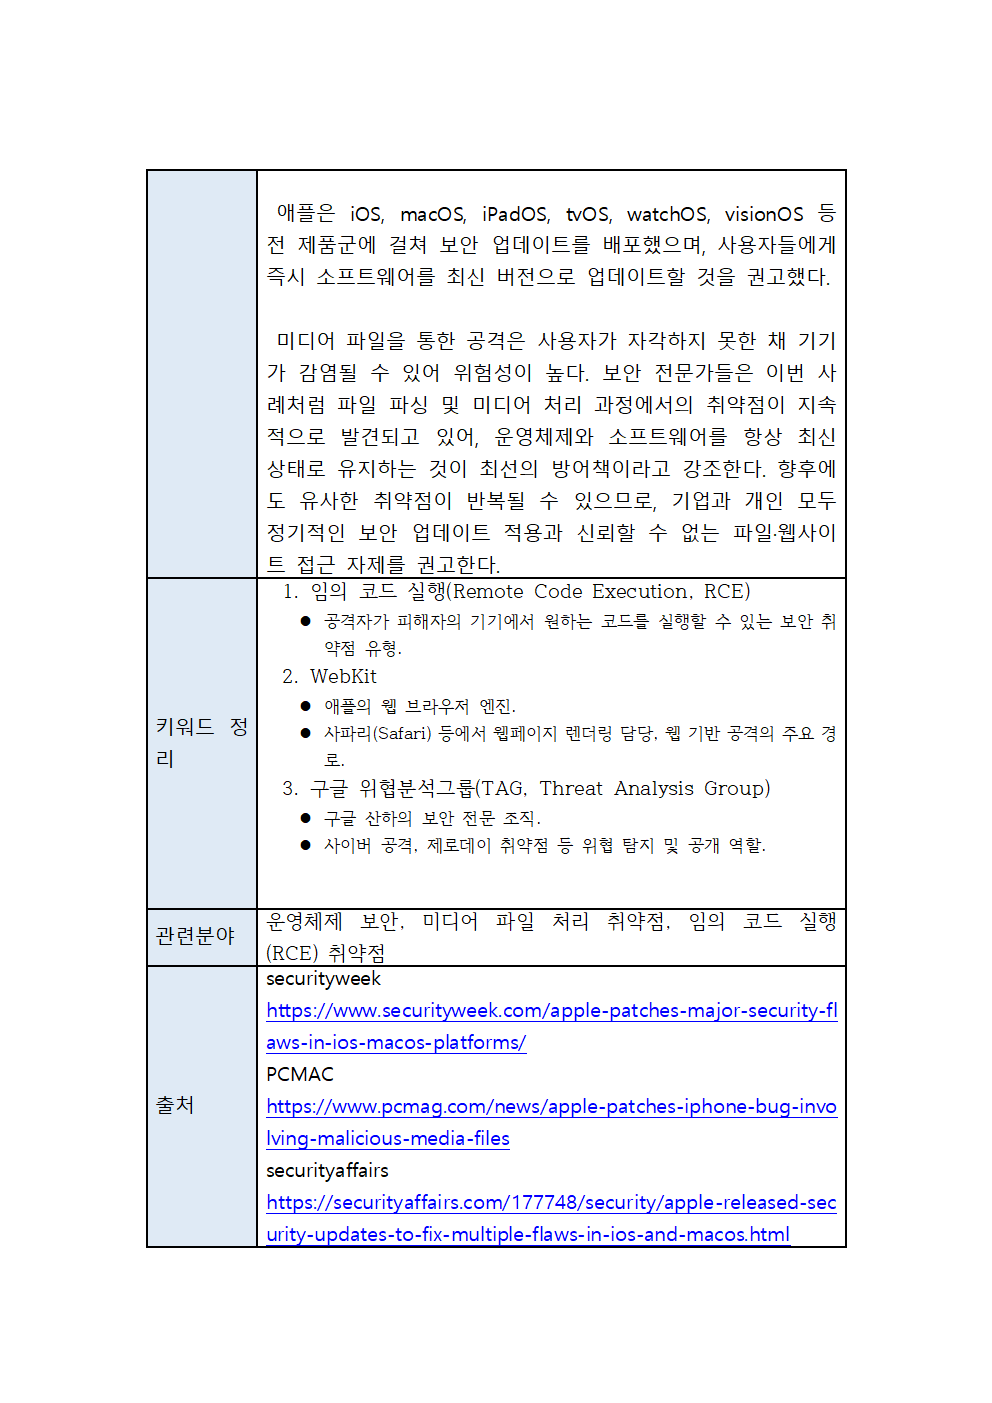 애플은 iOS, macOS, iPadOS, tvOS, watchOS, visionOS 등
전 제품군에 걸쳐 보안 업데이트를 배포했으며, 사용자들에게
즉시 소프트웨어를 최신 버전으로 업데이트할 것을 권고했다.
미디어 파일을 통한 공격은 사용자가 자각하지 못한 채 기기
가 감염될 수 있어 위험성이 높다. 보안 전문가들은 이번 사
례처럼 파일 파싱 및 미디어 처리 과정에서의 취약점이 지속
적으로 발견되고 있어, 운영체제와 소프트웨어를 항상 최신
상태로 유지하는 것이 최선의 방어책이라고 강조한다. 향후에
도 유사한 취약점이 반복될 수 있으므로, 기업과 개인 모두
정기적인 보안 업데이트 적용과 신뢰할 수 없는 파일·웹사이
트 접근 자제를 권고한다.
키워드 정
리
1. 임의 코드 실행(Remote Code Execution, RCE)
● 공격자가 피해자의 기기에서 원하는 코드를 실행할 수 있는 보안 취
약점 유형.
2. WebKit
● 애플의 웹 브라우저 엔진.
● 사파리(Safari) 등에서 웹페이지 렌더링 담당, 웹 기반 공격의 주요 경
로.
3. 구글 위협분석그룹(TAG, Threat Analysis Group)
● 구글 산하의 보안 전문 조직.
● 사이버 공격, 제로데이 취약점 등 위협 탐지 및 공개 역할.
관련분야
운영체제 보안, 미디어 파일 처리 취약점, 임의 코드 실행
(RCE) 취약점
출처
securityweek
https://www.securityweek.com/apple-patches-major-security-fl
aws-in-ios-macos-platforms/
PCMAC
https://www.pcmag.com/news/apple-patches-iphone-bug-invo
lving-malicious-media-files
securityaffairs
https://securityaffairs.com/177748/security/apple-released-sec
urity-updates-to-fix-multiple-flaws-in-ios-and-macos.html